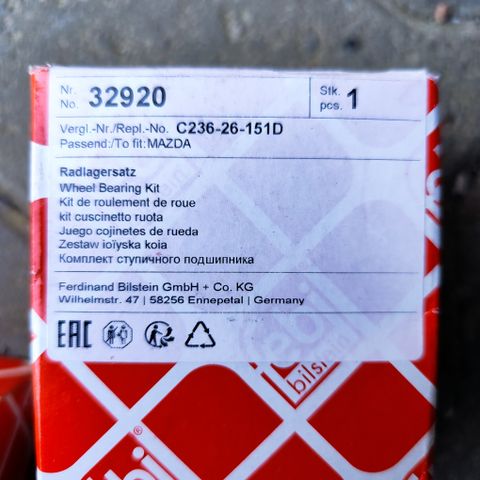 Nr.
No. 32920
Stk.
pcs. 1
Vergl.-Nr./Repl.-No. C236-26-151D
Passend:/To fit:MAZDA
Radlagersatz
Wheel Bearing Kit
Kit de roulement de roue
kit cuscinetto ruota
Juego cojinetes de rueda
Zestaw ioïyska koia
Комплект ступичного подшипника
Ferdinand Bilstein GmbH + Co. KG
Wilhelmstr. 47 | 58256 Ennepetal | Germany
EAC
febi
bilstein